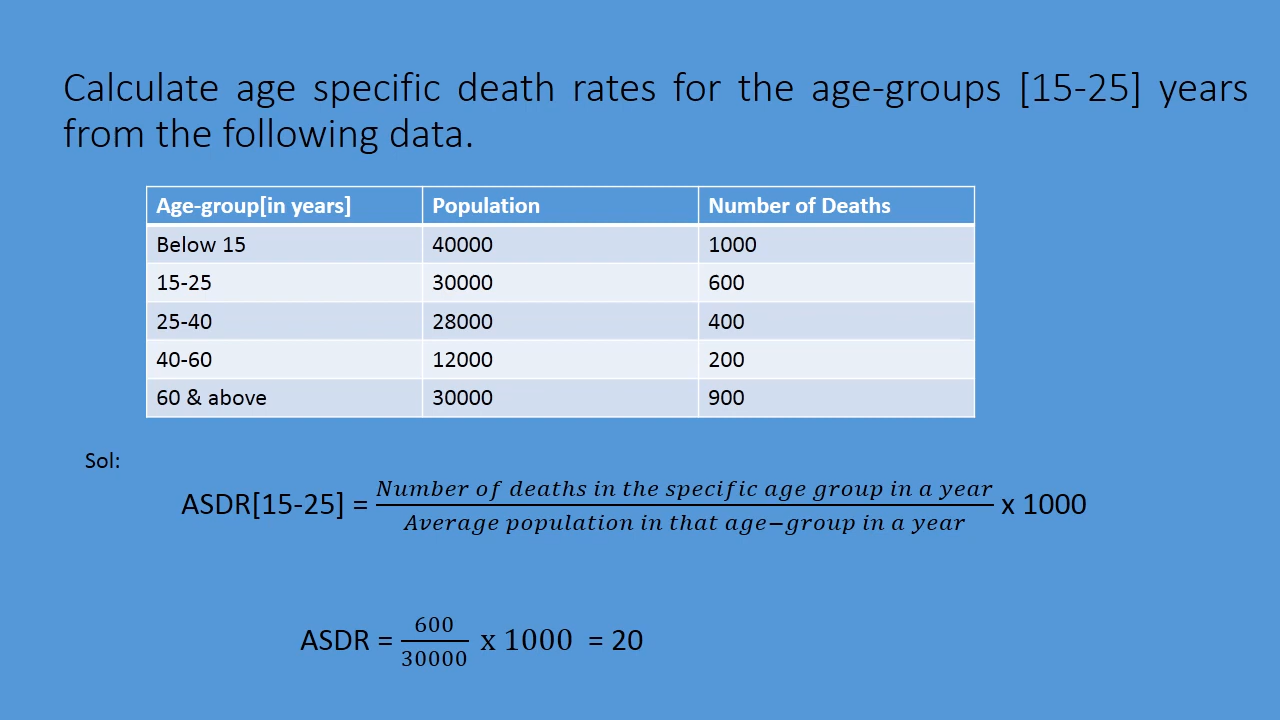 Calculate age specific death rates for the age-groups [15-25] years
from the following data.
Age-group[in years] Population Number of Deaths
Below 15 40000 1000
15-25 30000 600
25-40 28000 400
40-60 12000 200
60 & above 30000 900
Sol:
ASDR[15-25] = Number of deaths in the specific age group in a year / Average population in that age−group in a year x 1000
ASDR = 600 / 30000 x 1000 = 20